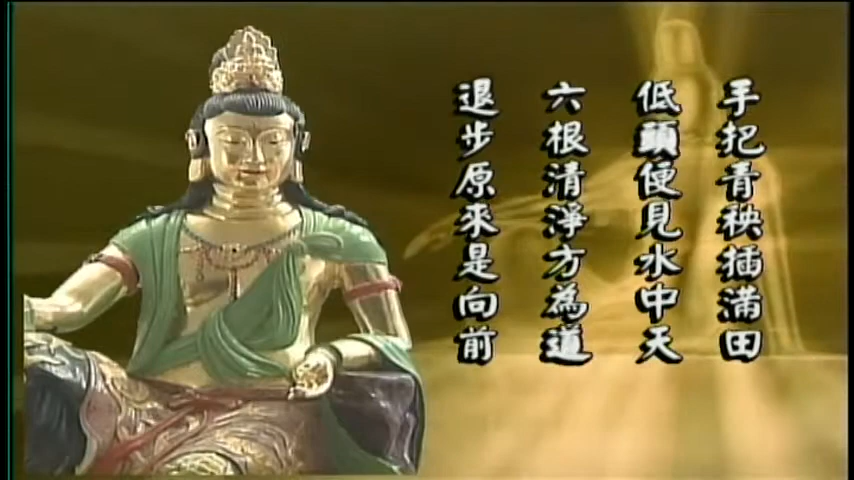 手把青秧插滿田
低頭便見水中天
六根清淨方為道
退步原來是向前